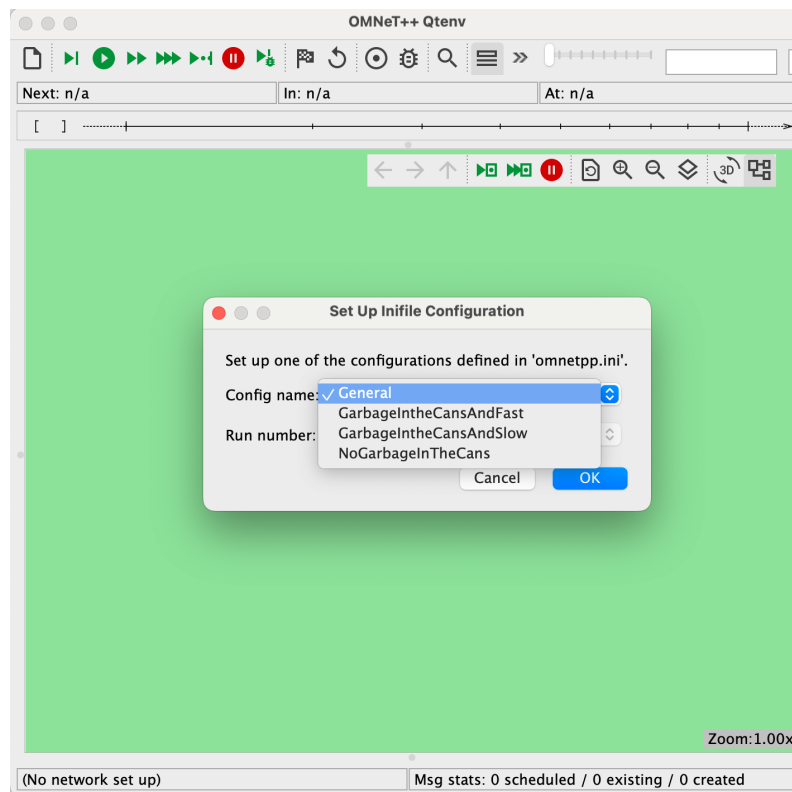 OMNeT++ Qtenv
Next: n/a
In: n/a
At: n/a
[ ]
3D
Set Up Inifile Configuration
Set up one of the configurations defined in 'omnetpp.ini'.
Config name:
✓ General
GarbageIntheCansAndFast
GarbageIntheCansAndSlow
NoGarbageInTheCans
Run number:
Cancel
OK
Zoom:1.00x
(No network set up)
Msg stats: 0 scheduled / 0 existing / 0 created